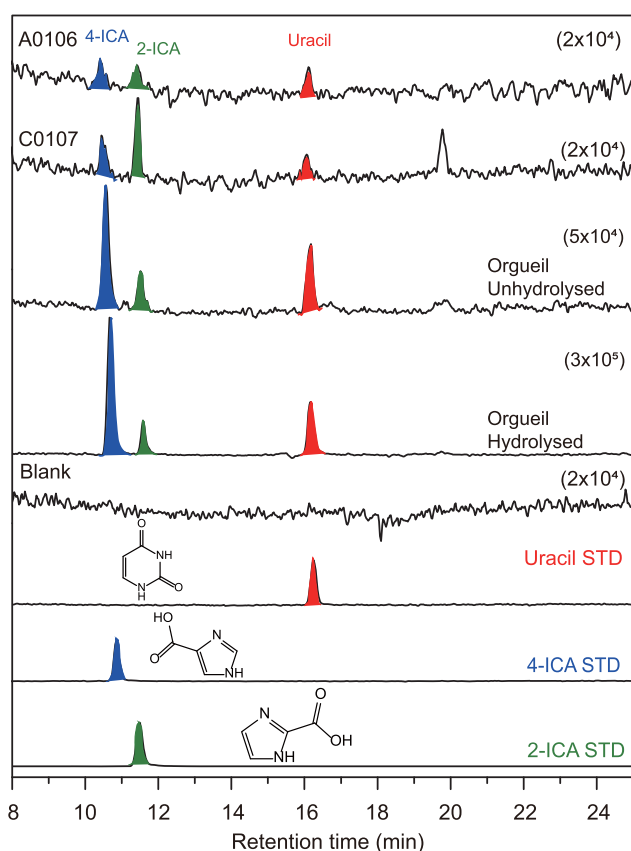 A0106
4-ICA
2-ICA
Uracil
(2x10⁴)
C0107
(2x10⁴)
(5x10⁴)
Orgueil
Unhydrolysed
(3x10⁵)
Orgueil
Hydrolysed
Blank
(2x10⁴)
O
NH
N
H
O
Uracil STD
HO
O
N
NH
4-ICA STD
O
N
OH
NH
2-ICA STD
8 10 12 14 16 18 20 22 24
Retention time (min)